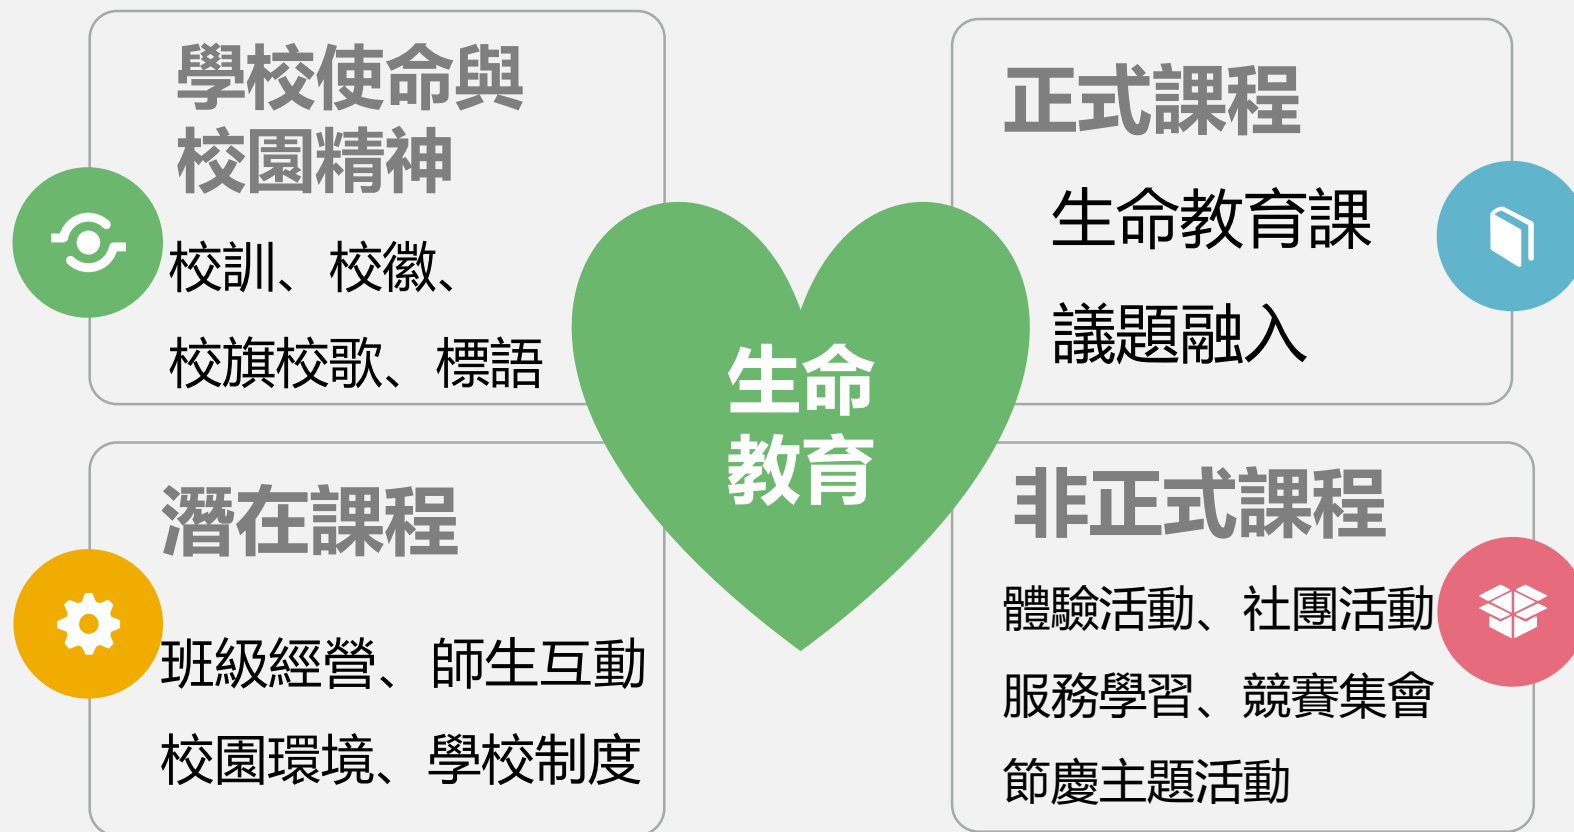 學校使命與
校園精神
校訓、校徽、
校旗校歌、標語
正式課程
生命教育課
議題融入
生命
教育
潛在課程
班級經營、師生互動
校園環境、學校制度
非正式課程
體驗活動、社團活動
服務學習、競賽集會
節慶主題活動